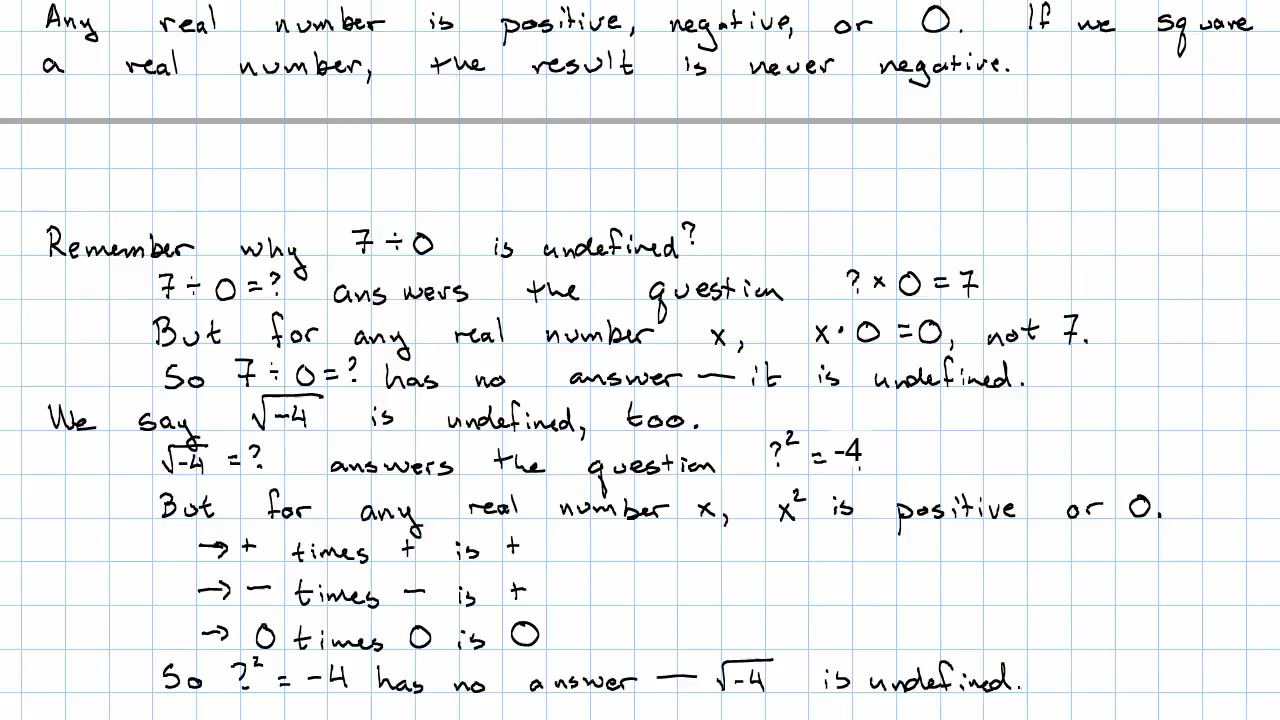 Any real number is positive, negative, or 0. If we square
a real number, the result is never negative.
Remember why 7 ÷ 0 is undefined?
7 ÷ 0 = ? answers the question ? × 0 = 7
But for any real number x, x · 0 = 0, not 7.
So 7 ÷ 0 = ? has no answer — it is undefined.
We say √-4 is undefined, too.
√-4 = ? answers the question ?² = -4
But for any real number x, x² is positive or 0.
→ + times + is +
→ - times - is +
→ 0 times 0 is 0
So ?² = -4 has no answer — √-4 is undefined.